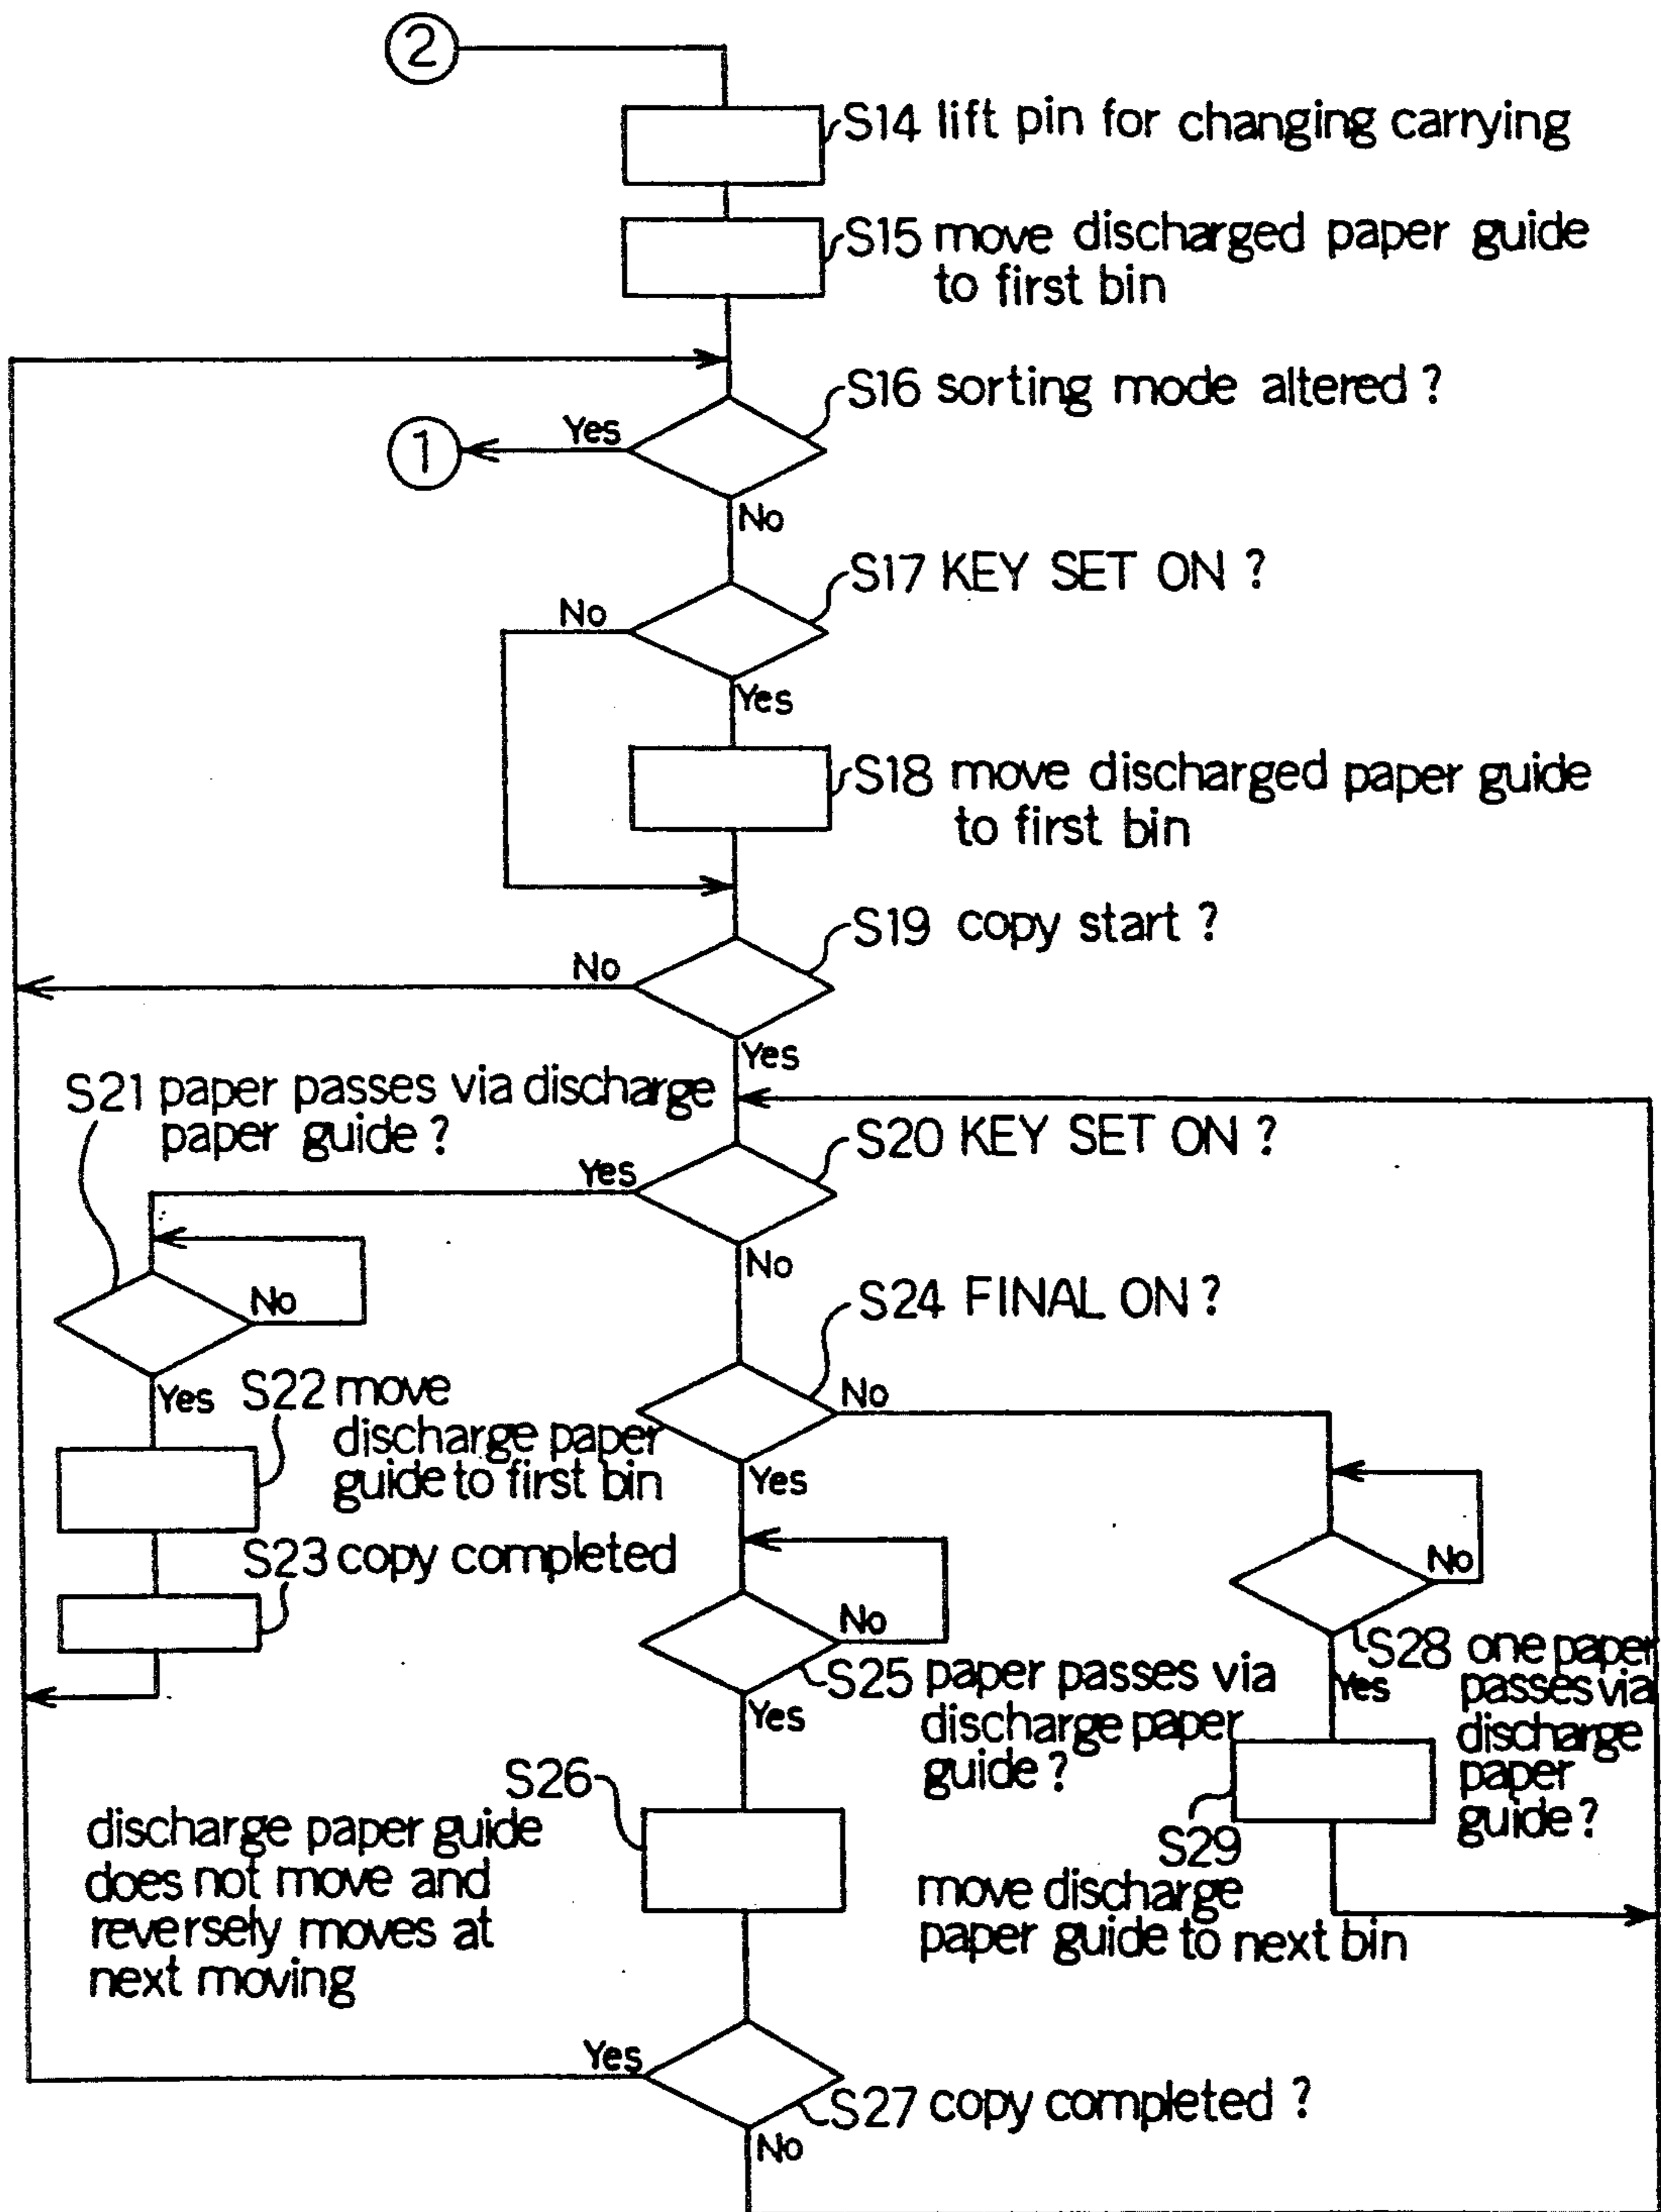 2
S14 lift pin for changing carrying
S15 move discharged paper guide
to first bin
S16 sorting mode altered ?
Yes
1
No
S17 KEY SET ON ?
No
Yes
S18 move discharged paper guide
to first bin
S19 copy start ?
No
Yes
S21 paper passes via discharge
paper guide ?
S20 KEY SET ON ?
Yes
No
S24 FINAL ON ?
No
Yes
S22 move
discharge paper
guide to first bin
No
Yes
S23 copy completed
No
No
S25 paper passes via
discharge paper
guide ?
Yes
S28 one paper
passes via
discharge
paper
guide ?
Yes
S26
discharge paper guide
does not move and
reversely moves at
next moving
S29
move discharge
paper guide to next bin
Yes
S27 copy completed ?
No